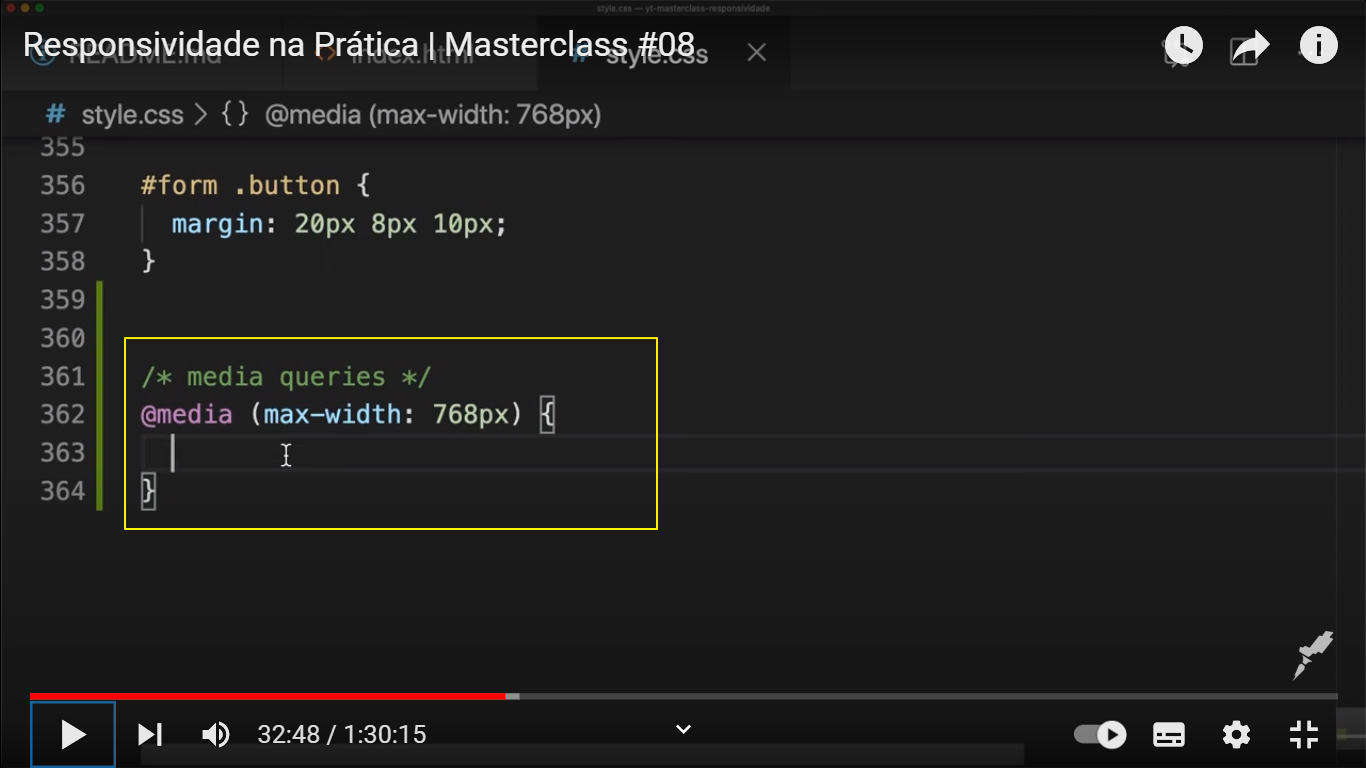 style.css — yt-masterclass-responsividade
Responsividade na Prática | Masterclass #08
README.md
index.html
# style.css
# style.css > {} @media (max-width: 768px)
355
356 #form .button {
357 margin: 20px 8px 10px;
358 }
359
360
361 /* media queries */
362 @media (max-width: 768px) {
363
364 }
32:48 / 1:30:15